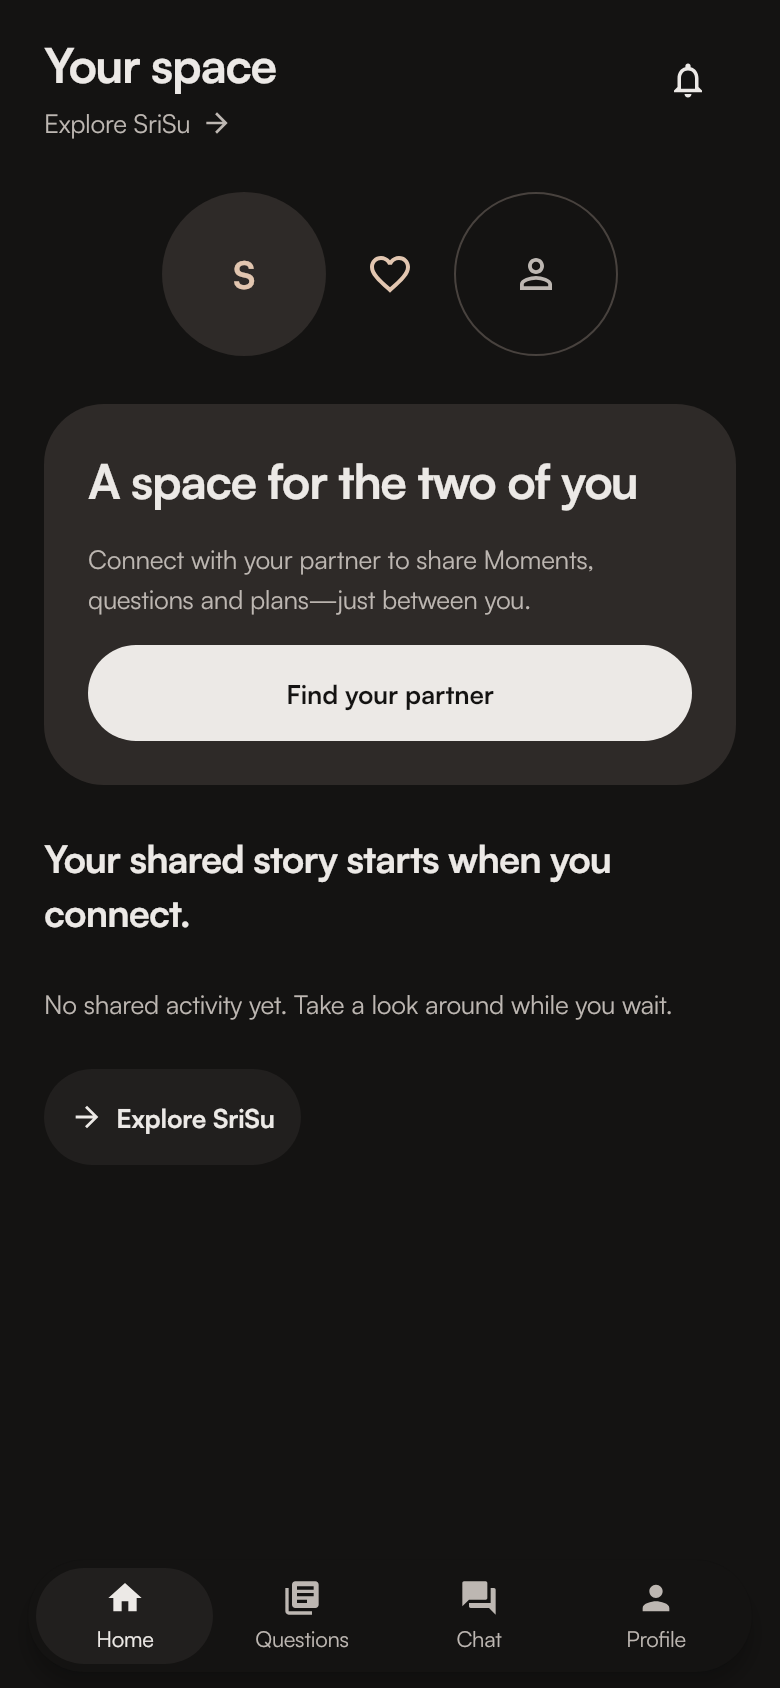 Your space
Explore SriSu
S
A space for the two of you
Connect with your partner to share Moments,
questions and plans—just between you.
Find your partner
Your shared story starts when you
connect.
No shared activity yet. Take a look around while you wait.
Explore SriSu
Home
Questions
Chat
Profile